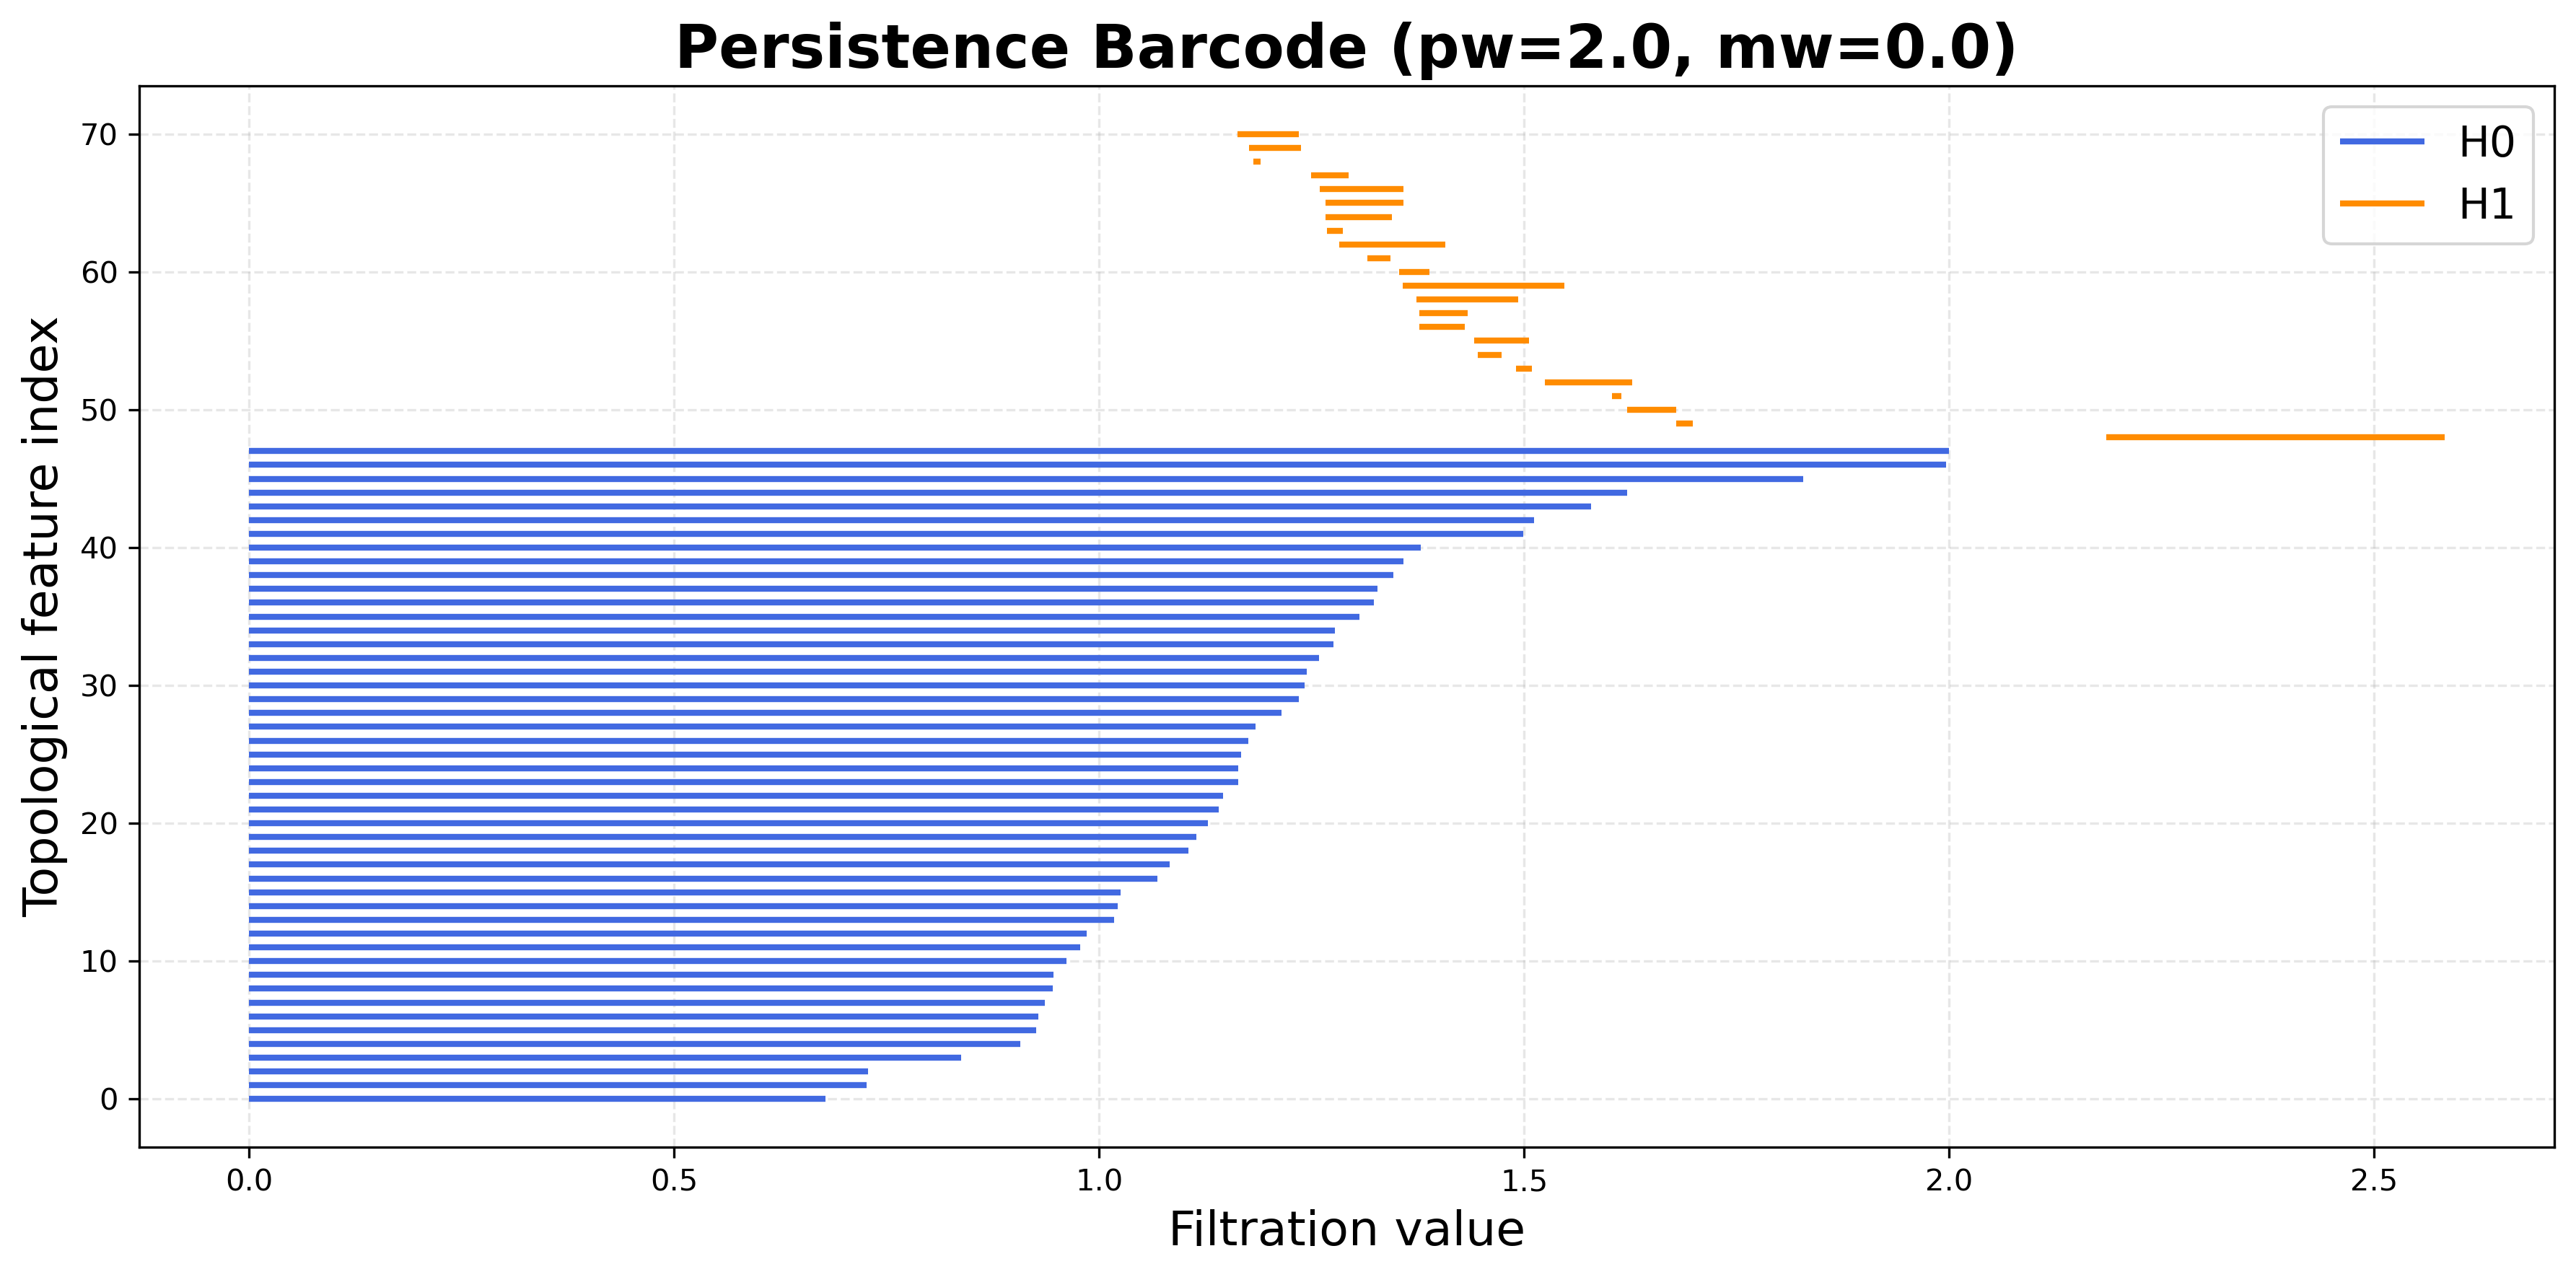 Persistence Barcode (pw=2.0, mw=0.0)
H0
H1
Topological feature index
70
60
50
40
30
20
10
0
0.0 0.5 1.0 1.5 2.0 2.5
Filtration value